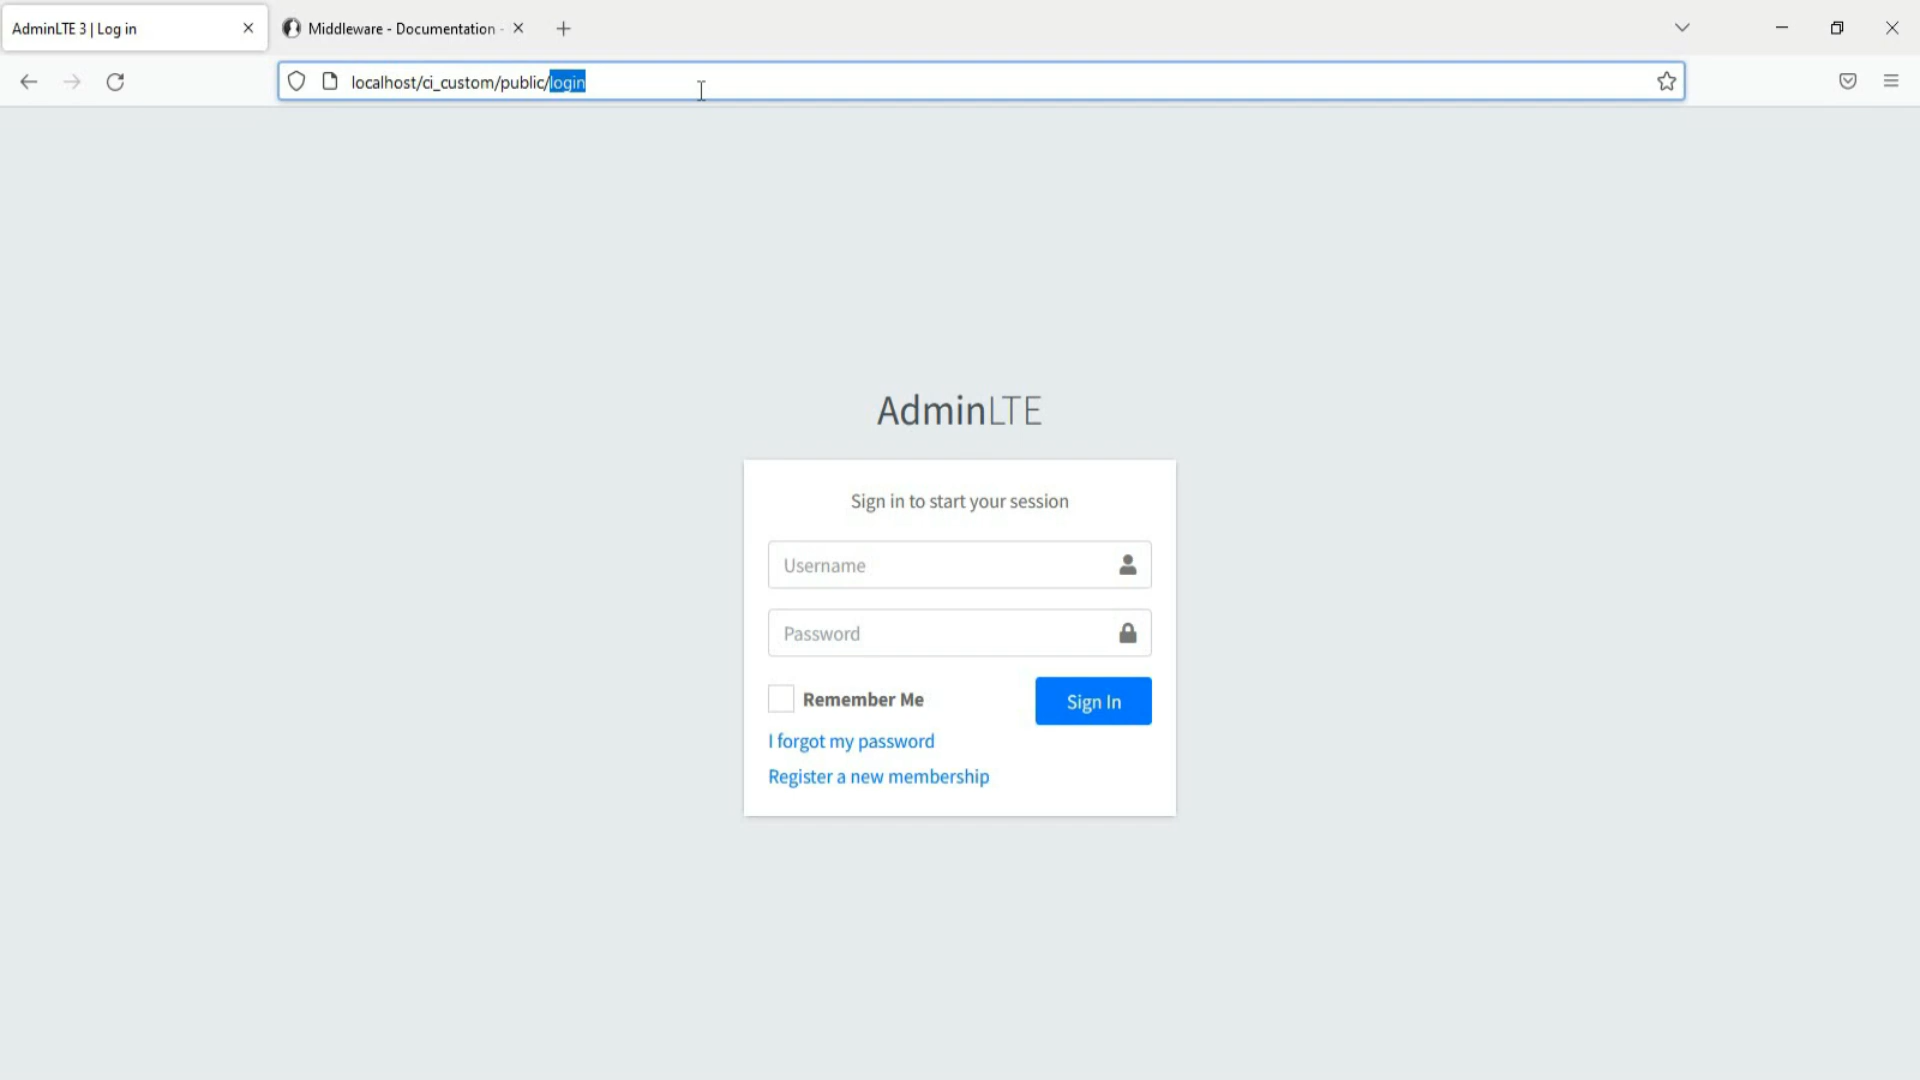 AdminLTE 3 | Log in
Middleware - Documentation -
localhost/ci_custom/public/login
AdminLTE
Sign in to start your session
Username
Password
Remember Me
Sign In
I forgot my password
Register a new membership